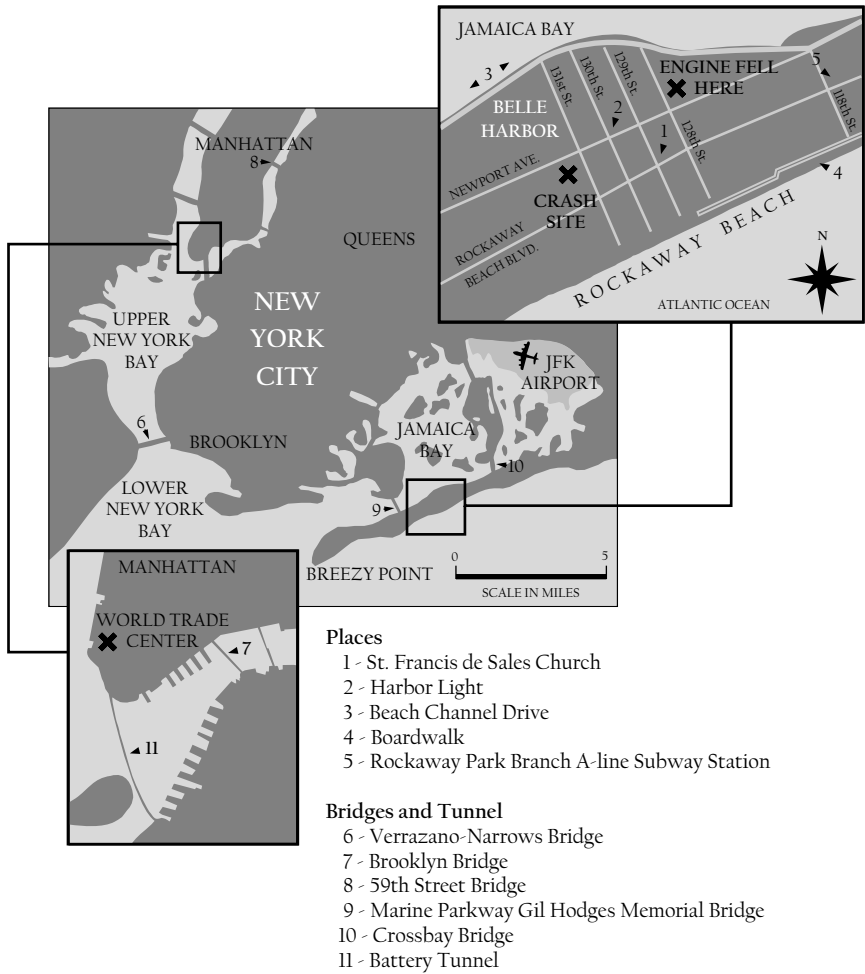 JAMAICA BAY
3
131st St.
130th St.
129th St.
128th St.
118th St.
5
ENGINE FELL
HERE
2
1
BELLE
HARBOR
NEWPORT AVE.
CRASH
SITE
4
ROCKAWAY
BEACH BLVD.
ROCKAWAY BEACH
N
ATLANTIC OCEAN
MANHATTAN
8
QUEENS
NEW
YORK
CITY
UPPER
NEW YORK
BAY
JFK
AIRPORT
6
BROOKLYN
JAMAICA
BAY
10
LOWER
NEW YORK
BAY
9
BREEZY POINT
0 5
SCALE IN MILES
MANHATTAN
WORLD TRADE
CENTER
7
11
Places
1 - St. Francis de Sales Church
2 - Harbor Light
3 - Beach Channel Drive
4 - Boardwalk
5 - Rockaway Park Branch A-line Subway Station
Bridges and Tunnel
6 - Verrazano-Narrows Bridge
7 - Brooklyn Bridge
8 - 59th Street Bridge
9 - Marine Parkway Gil Hodges Memorial Bridge
10 - Crossbay Bridge
11 - Battery Tunnel